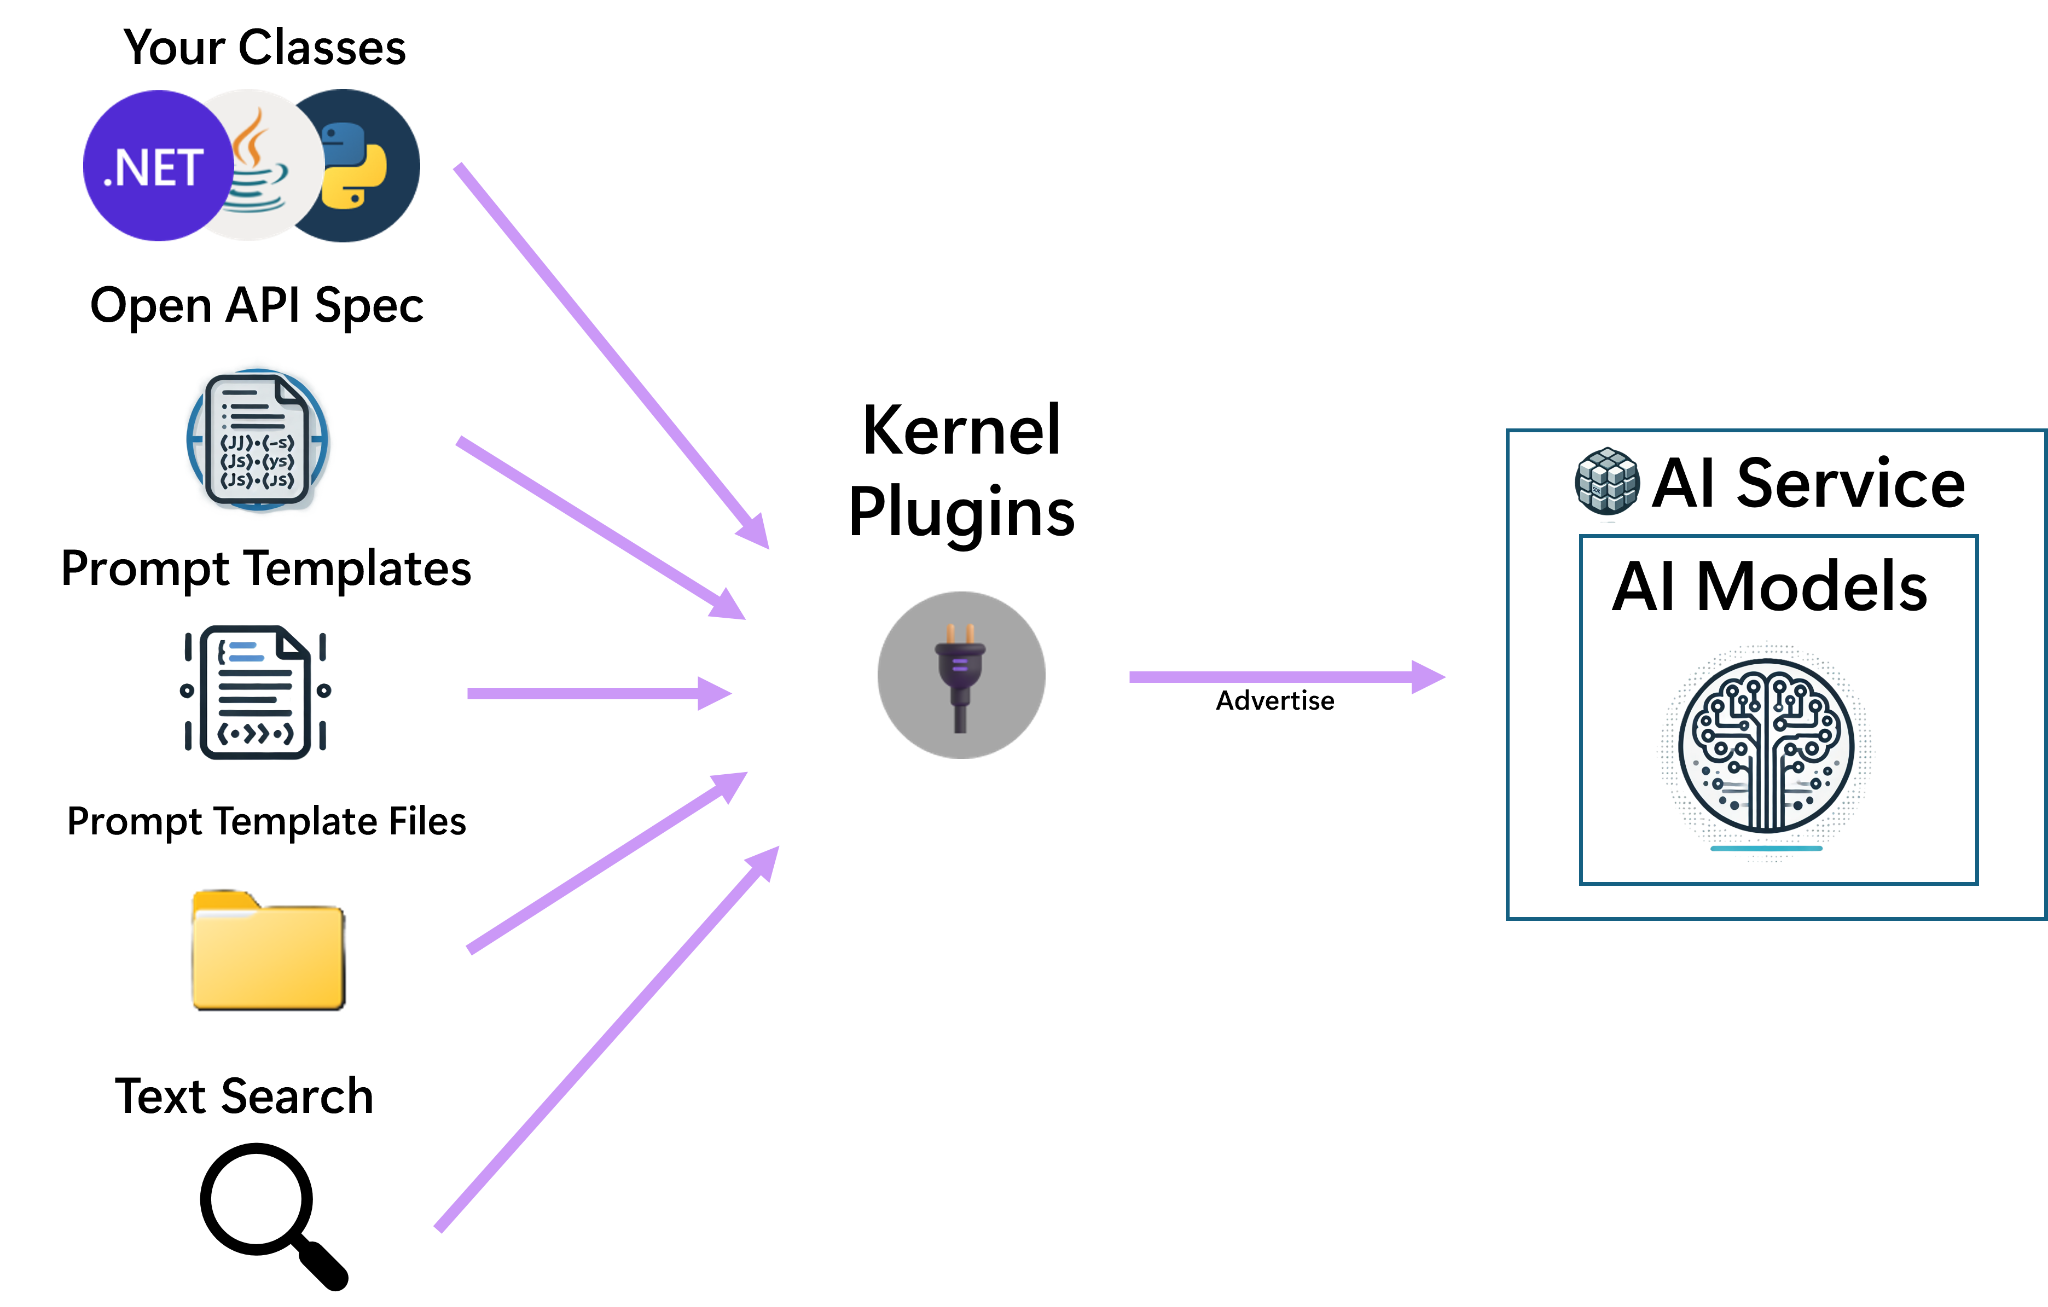 Your Classes
.NET
Open API Spec
(JJ)·(-s)
(Js)·(ys)
(Js)·(JS)
Prompt Templates
Prompt Template Files
Text Search
Kernel
Plugins
Advertise
AI Service
AI Models